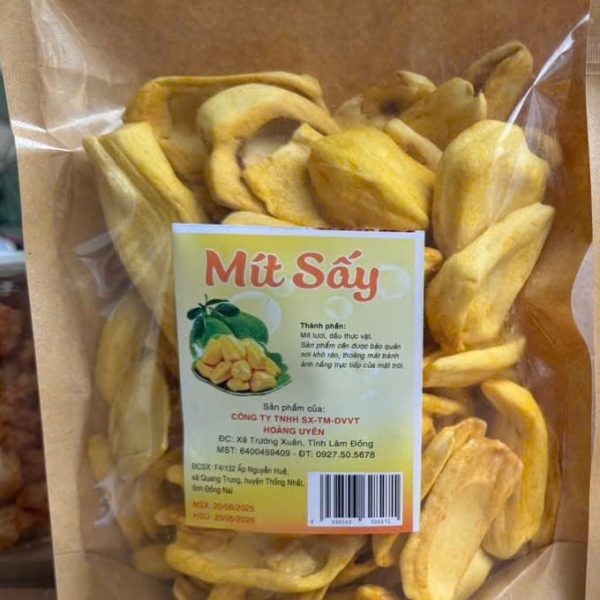 Mít Sấy
Thành phần:
Mít tươi, dầu thực vật.
Sản phẩm cần được bảo quản
nơi khô ráo, thoáng mát tránh
ánh nắng trực tiếp của mặt trời.
Sản phẩm của:
CÔNG TY TNHH SX-TM-DVVT
HOÀNG UYÊN
ĐC: Xã Trường Xuân, Tỉnh Lâm Đồng
MST: 6400459409 - ĐT: 0927.50.5678
ĐCSX: F4/132 Ấp Nguyễn Huệ,
xã Quang Trung, huyện Thống Nhất,
tỉnh Đồng Nai
NSX: 20/06/2025
HSD: 20/05/2026